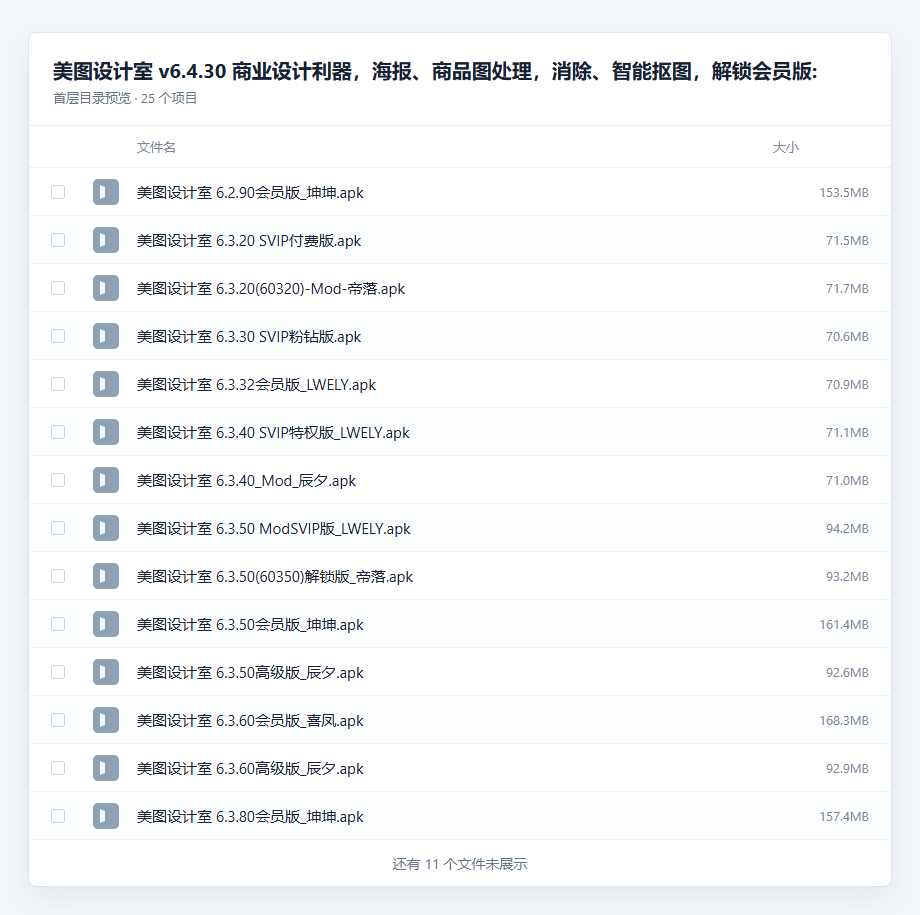 美图设计室 v6.4.30 商业设计利器，海报、商品图处理，消除、智能抠图，解锁会员版:
首层目录预览 · 25 个项目
文件名 大小
美图设计室 6.2.90会员版_坤坤.apk 153.5MB
美图设计室 6.3.20 SVIP付费版.apk 71.5MB
美图设计室 6.3.20(60320)-Mod-帝落.apk 71.7MB
美图设计室 6.3.30 SVIP粉钻版.apk 70.6MB
美图设计室 6.3.32会员版_LWELY.apk 70.9MB
美图设计室 6.3.40 SVIP特权版_LWELY.apk 71.1MB
美图设计室 6.3.40_Mod_辰夕.apk 71.0MB
美图设计室 6.3.50 ModSVIP版_LWELY.apk 94.2MB
美图设计室 6.3.50(60350)解锁版_帝落.apk 93.2MB
美图设计室 6.3.50会员版_坤坤.apk 161.4MB
美图设计室 6.3.50高级版_辰夕.apk 92.6MB
美图设计室 6.3.60会员版_喜凤.apk 168.3MB
美图设计室 6.3.60高级版_辰夕.apk 92.9MB
美图设计室 6.3.80会员版_坤坤.apk 157.4MB
还有 11 个文件未展示